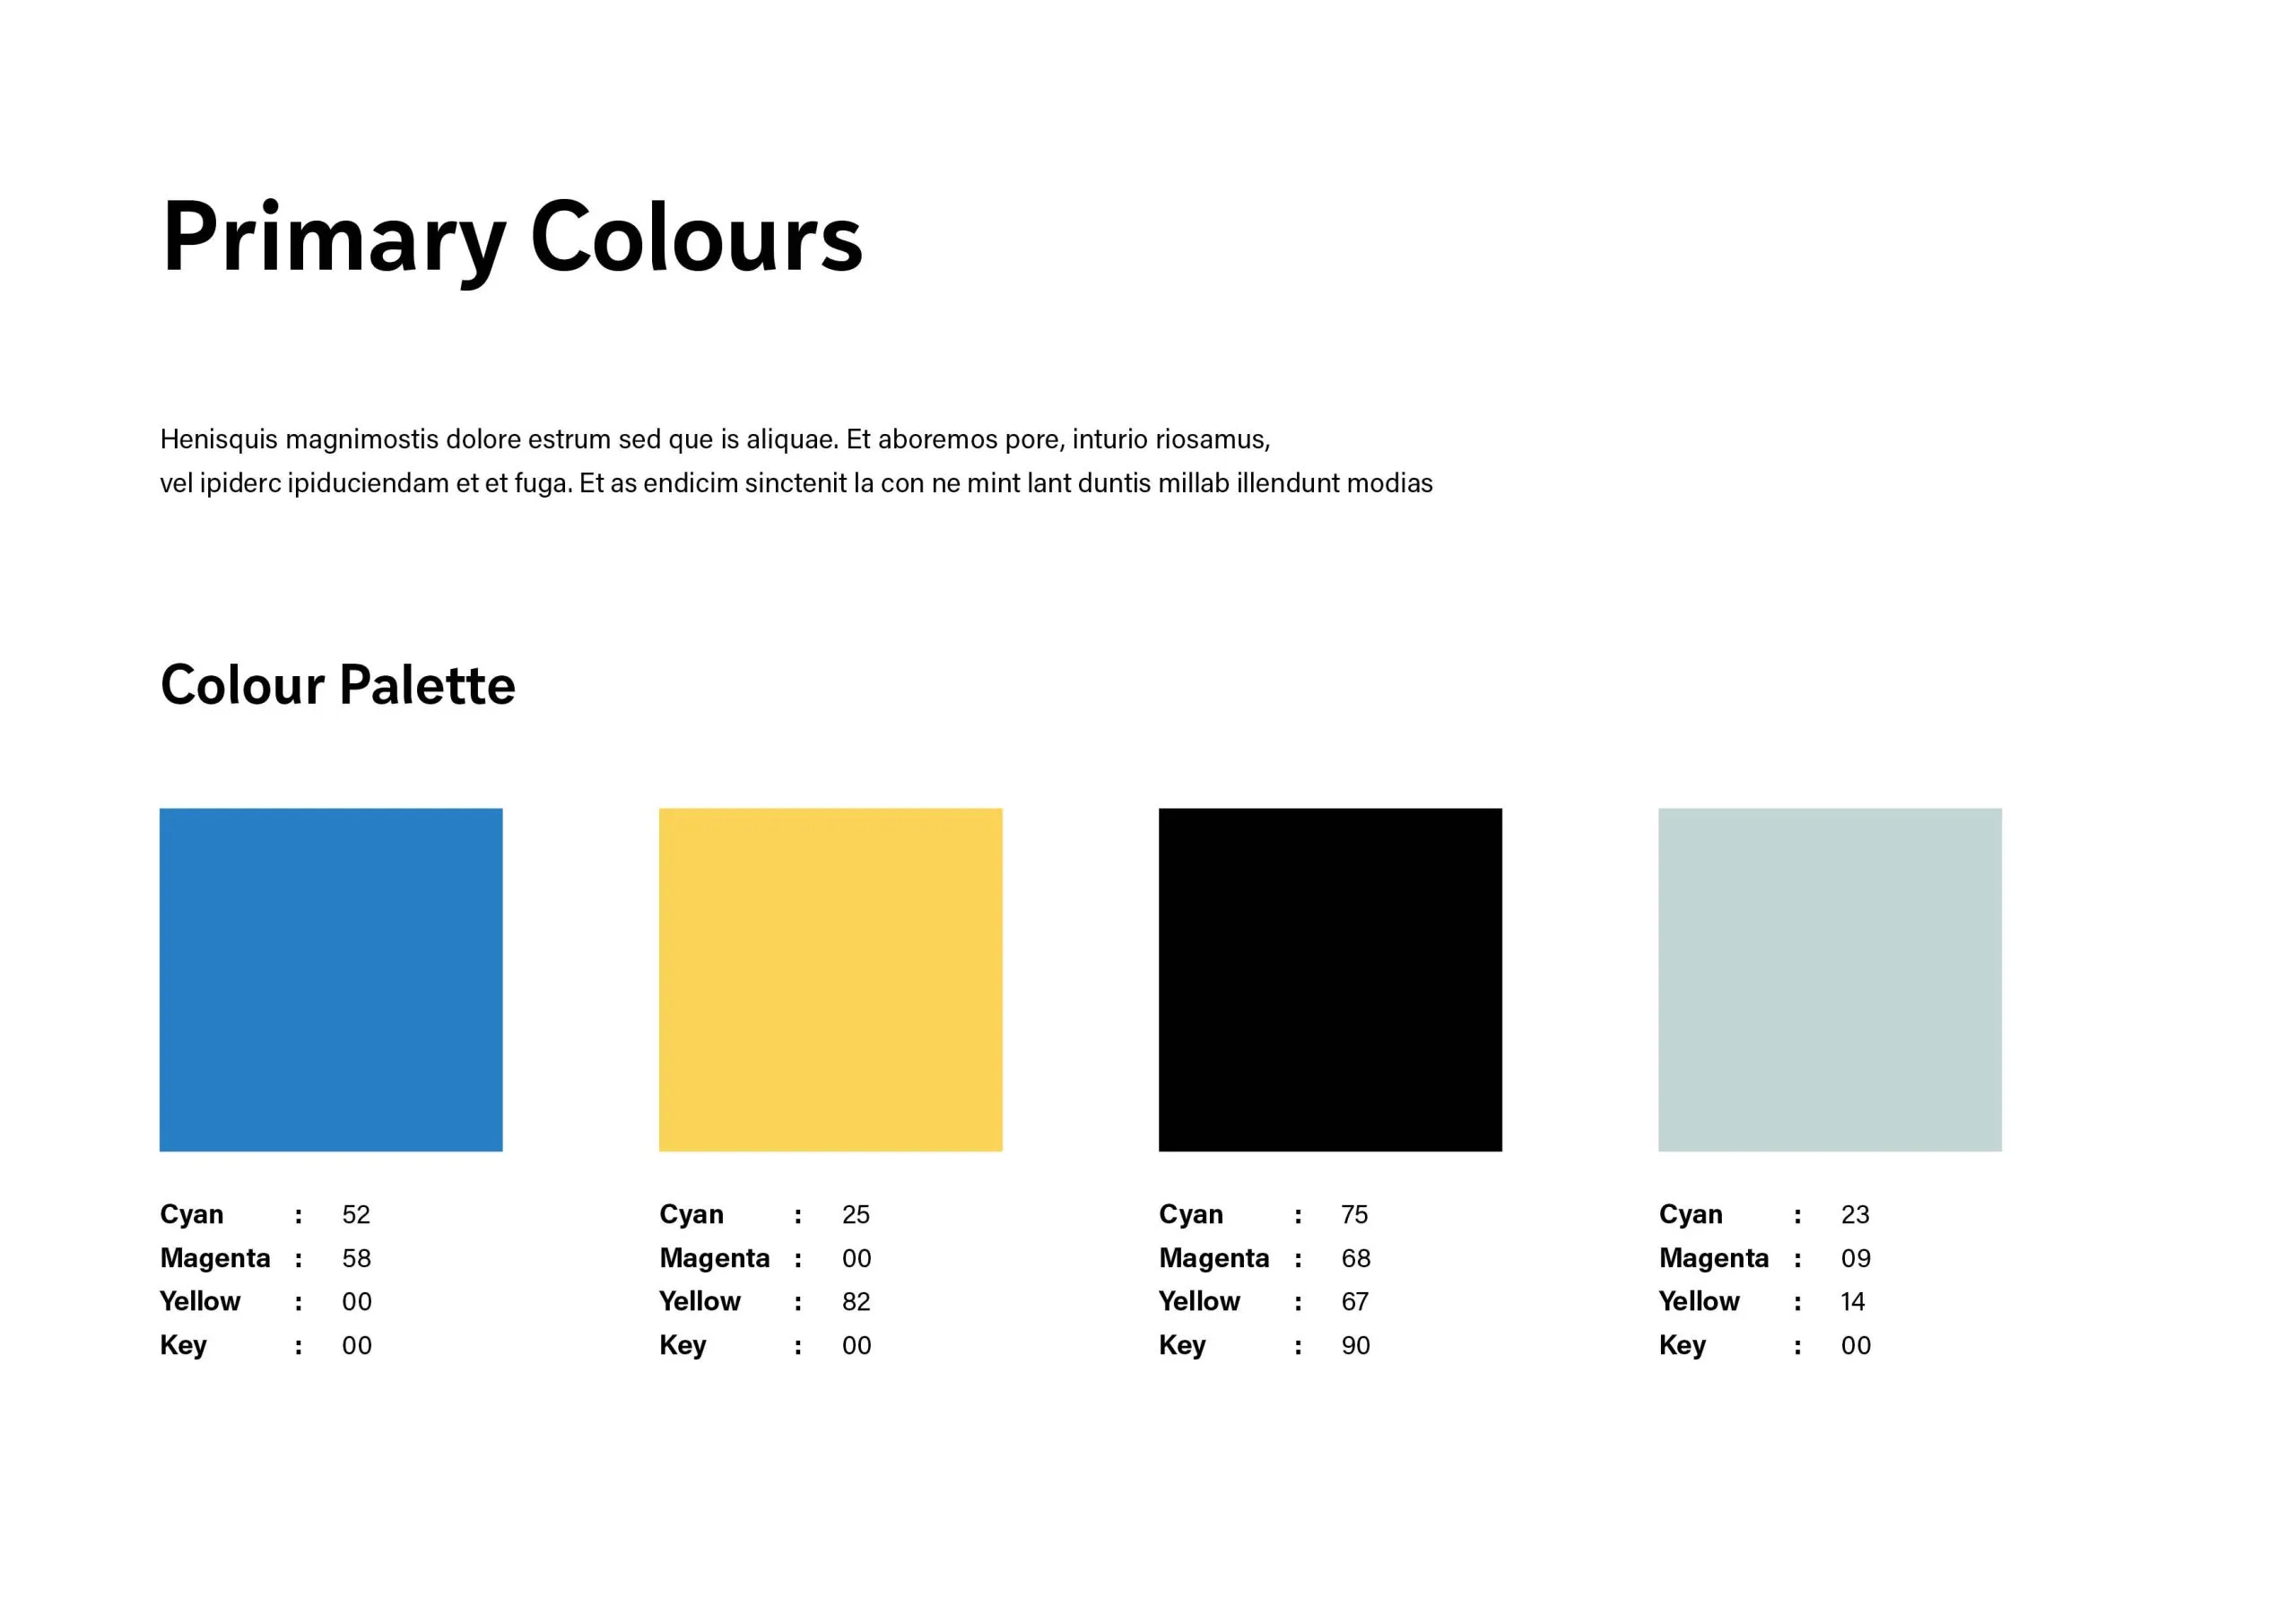 Primary Colours
Henisquis magnimostis dolore estrum sed que is aliquae. Et aboremos pore, inturio riosamus,
vel ipiderc ipiduciendam et et fuga. Et as endicim sinctenit la con ne mint lant duntis millab illendunt modias
Colour Palette
Cyan : 52
Magenta : 58
Yellow : 00
Key : 00
Cyan : 25
Magenta : 00
Yellow : 82
Key : 00
Cyan : 75
Magenta : 68
Yellow : 67
Key : 90
Cyan : 23
Magenta : 09
Yellow : 14
Key : 00